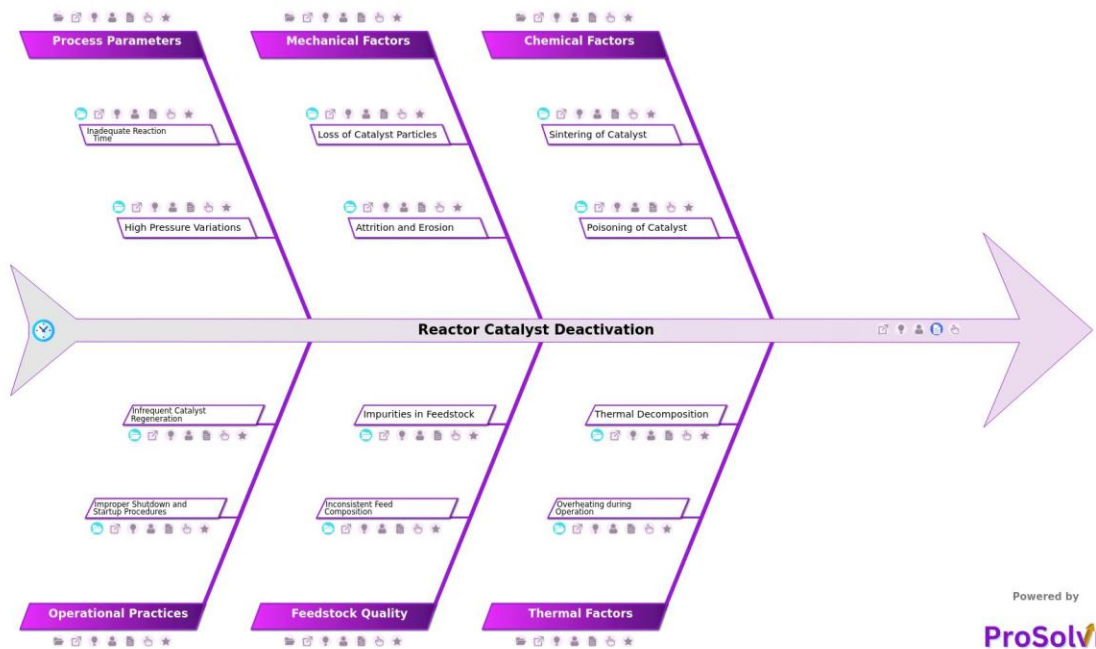 Process Parameters
Mechanical Factors
Chemical Factors
Inadequate Reaction
Time
Loss of Catalyst Particles
Sintering of Catalyst
High Pressure Variations
Attrition and Erosion
Poisoning of Catalyst
Reactor Catalyst Deactivation
Infrequent Catalyst
Regeneration
Impurities in Feedstock
Thermal Decomposition
Improper Shutdown and
Startup Procedures
Inconsistent Feed
Composition
Overheating during
Operation
Operational Practices
Feedstock Quality
Thermal Factors
Powered by